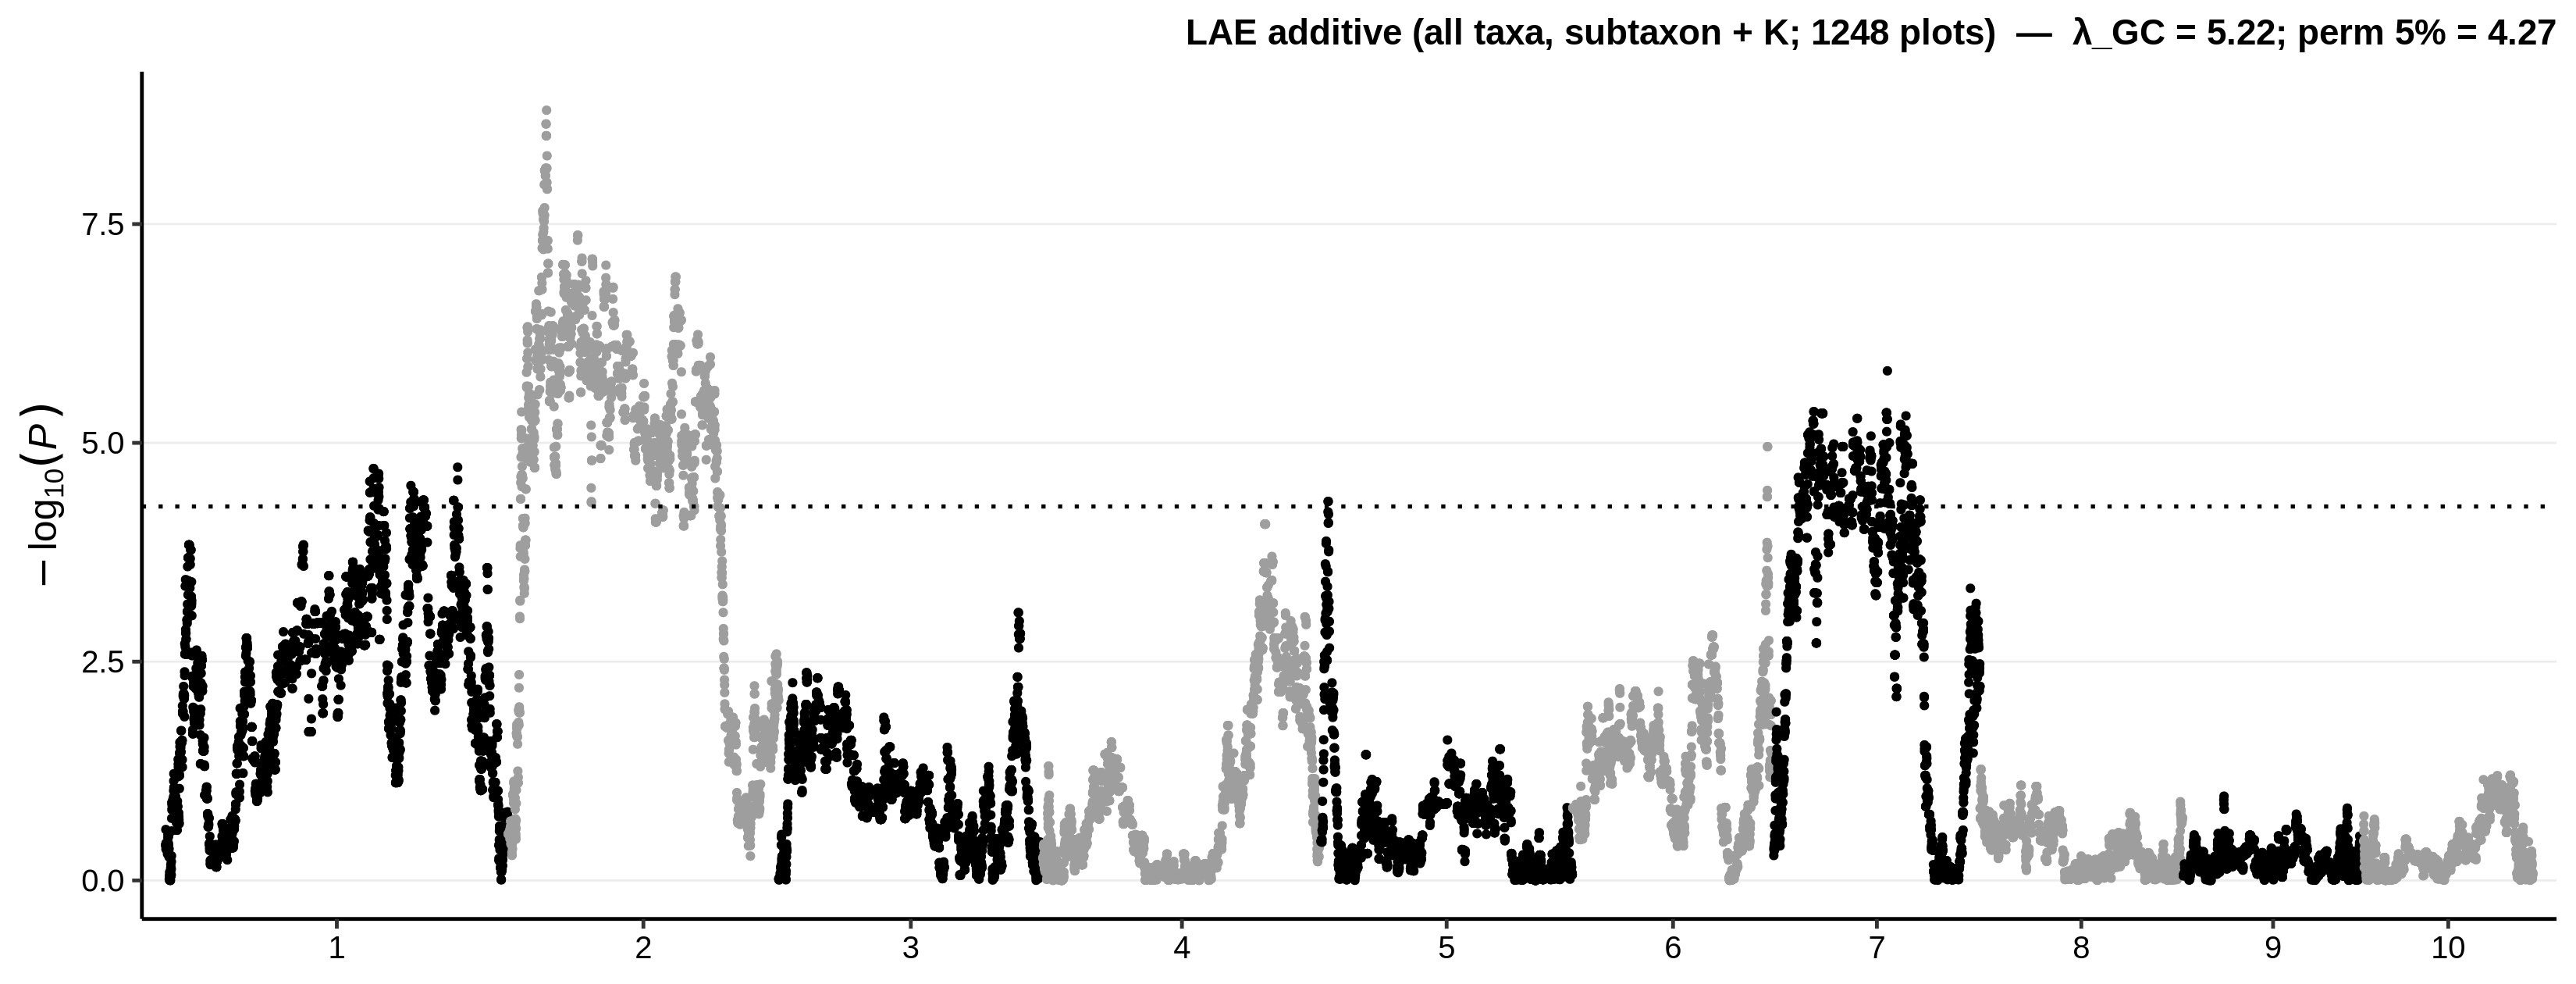 LAE additive (all taxa, subtaxon + K; 1248 plots) — λ_GC = 5.22; perm 5% = 4.27
− log10(P)
7.5
5.0
2.5
0.0
1 2 3 4 5 6 7 8 9 10